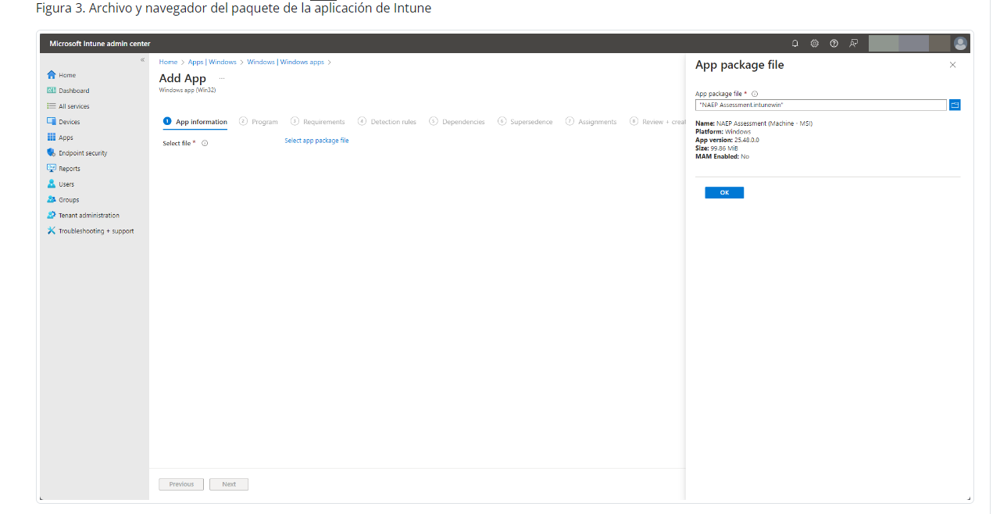 Figura 3. Archivo y navegador del paquete de la aplicación de Intune
Microsoft Intune admin center
«
Home > Apps | Windows > Windows | Windows apps >
Add App ...
Windows app (Win32)
Home
Dashboard
All services
Devices
Apps
Endpoint security
Reports
Users
Groups
Tenant administration
Troubleshooting + support
1 App information 2 Program 3 Requirements 4 Detection rules 5 Dependencies 6 Supersedence 7 Assignments 8 Review + creat
Select file * Select app package file
Previous Next
App package file
App package file *
"NAEP Assessment.intunewin"
Name: NAEP Assessment (Machine - MSI)
Platform: Windows
App version: 25.48.0.0
Size: 99.86 MiB
MAM Enabled: No
OK